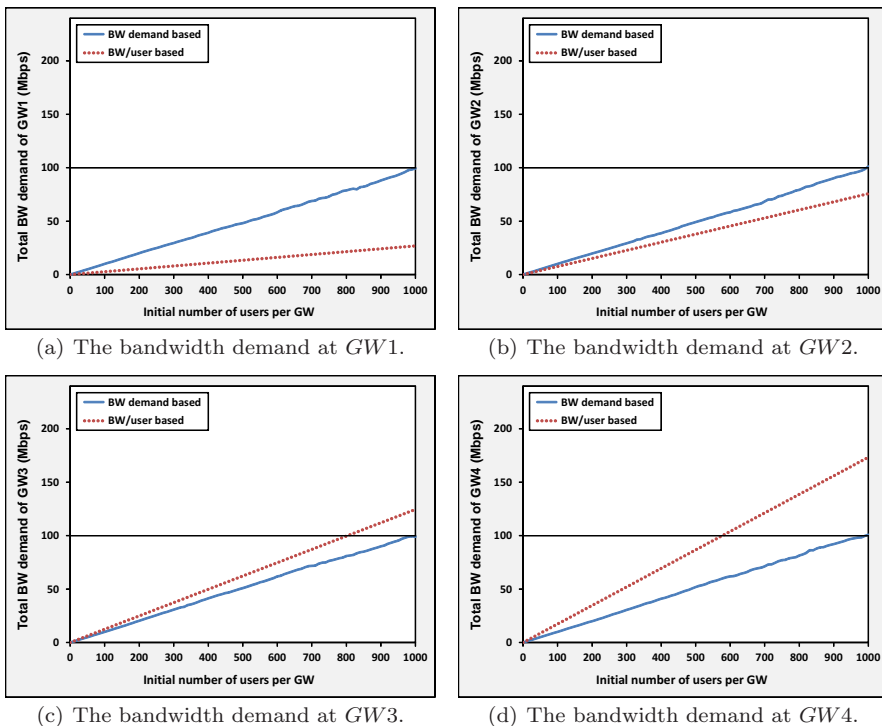 BW demand based
BW/user based
Total BW demand of GW1 (Mbps)
200
150
100
50
0
0 100 200 300 400 500 600 700 800 900 1000
Initial number of users per GW
(a) The bandwidth demand at GW1.
BW demand based
BW/user based
Total BW demand of GW2 (Mbps)
200
150
100
50
0
0 100 200 300 400 500 600 700 800 900 1000
Initial number of users per GW
(b) The bandwidth demand at GW2.
BW demand based
BW/user based
Total BW demand of GW3 (Mbps)
200
150
100
50
0
0 100 200 300 400 500 600 700 800 900 1000
Initial number of users per GW
(c) The bandwidth demand at GW3.
BW demand based
BW/user based
Total BW demand of GW4 (Mbps)
200
150
100
50
0
0 100 200 300 400 500 600 700 800 900 1000
Initial number of users per GW
(d) The bandwidth demand at GW4.